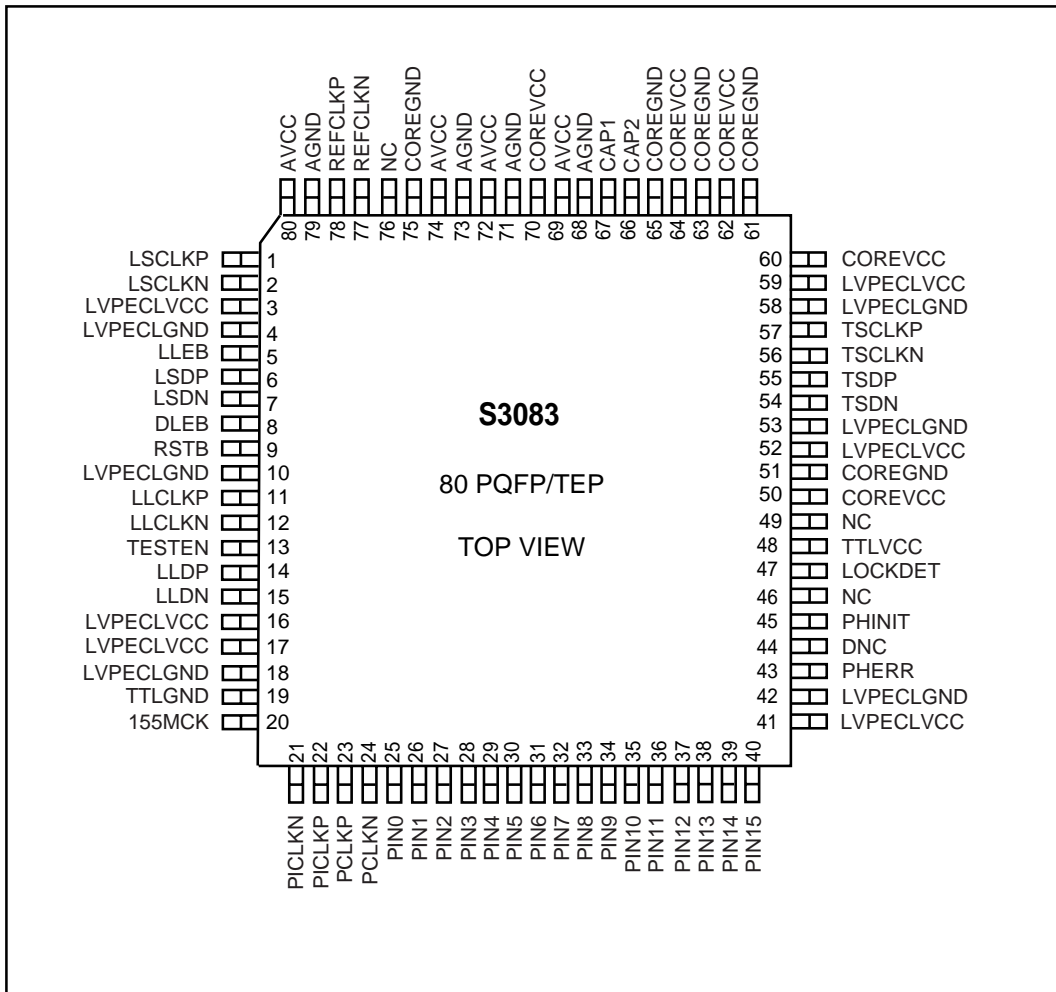 AVCC
AGND
REFCLKP
REFCLKN
NC
COREGND
AVCC
AGND
AVCC
AGND
COREVCC
AVCC
AGND
CAP1
CAP2
COREGND
COREVCC
COREGND
COREVCC
COREGND
80
79
78
77
76
75
74
73
72
71
70
69
68
67
66
65
64
63
62
61
LSCLKP 1
LSCLKN 2
LVPECLVCC 3
LVPECLGND 4
LLEB 5
LSDP 6
LSDN 7
DLEB 8
RSTB 9
LVPECLGND 10
LLCLKP 11
LLCLKN 12
TESTEN 13
LLDP 14
LLDN 15
LVPECLVCC 16
LVPECLVCC 17
LVPECLGND 18
TTLGND 19
155MCK 20
S3083
80 PQFP/TEP
TOP VIEW
60 COREVCC
59 LVPECLVCC
58 LVPECLGND
57 TSCLKP
56 TSCLKN
55 TSDP
54 TSDN
53 LVPECLGND
52 LVPECLVCC
51 COREGND
50 COREVCC
49 NC
48 TTLVCC
47 LOCKDET
46 NC
45 PHINIT
44 DNC
43 PHERR
42 LVPECLGND
41 LVPECLVCC
21
22
23
24
25
26
27
28
29
30
31
32
33
34
35
36
37
38
39
40
PICLKN
PICLKP
PCLKP
PCLKN
PIN0
PIN1
PIN2
PIN3
PIN4
PIN5
PIN6
PIN7
PIN8
PIN9
PIN10
PIN11
PIN12
PIN13
PIN14
PIN15